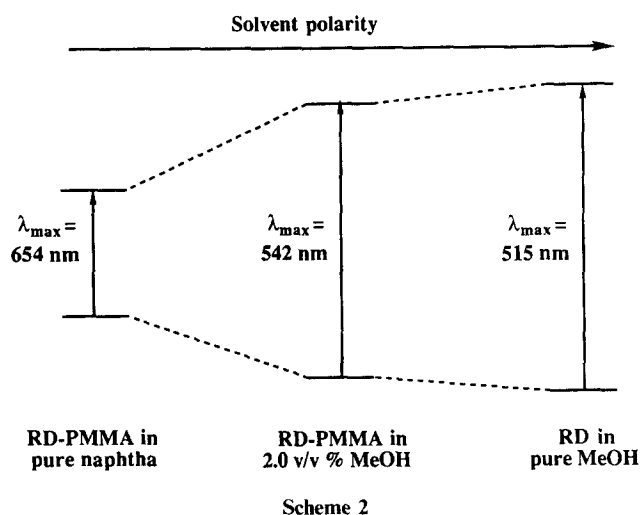 Solvent polarity
λmax =
654 nm
λmax =
542 nm
λmax =
515 nm
RD-PMMA in
pure naphtha
RD-PMMA in
2.0 v/v % MeOH
RD in
pure MeOH
Scheme 2